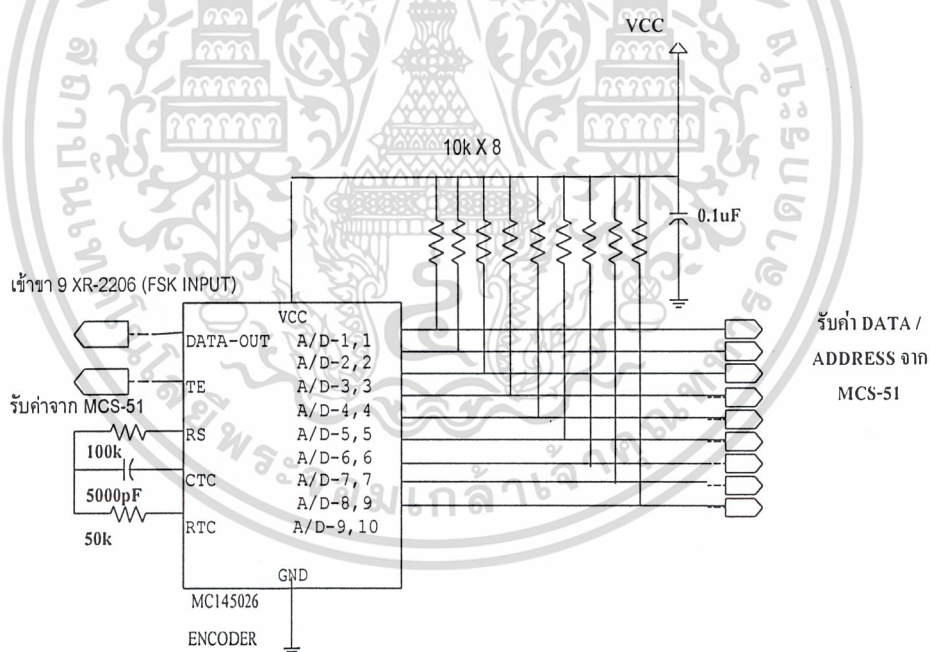 VCC
10k X 8
0.1uF
เข้าขา 9 XR-2206 (FSK INPUT)
VCC
DATA-OUT
A/D-1,1
A/D-2,2
TE
A/D-3,3
A/D-4,4
รับค่าจาก MCS-51
RS
A/D-5,5
100k
A/D-6,6
CTC
A/D-7,7
5000pF
A/D-8,9
RTC
A/D-9,10
50k
GND
MC145026
ENCODER
รับค่า DATA /
ADDRESS จาก
MCS-51